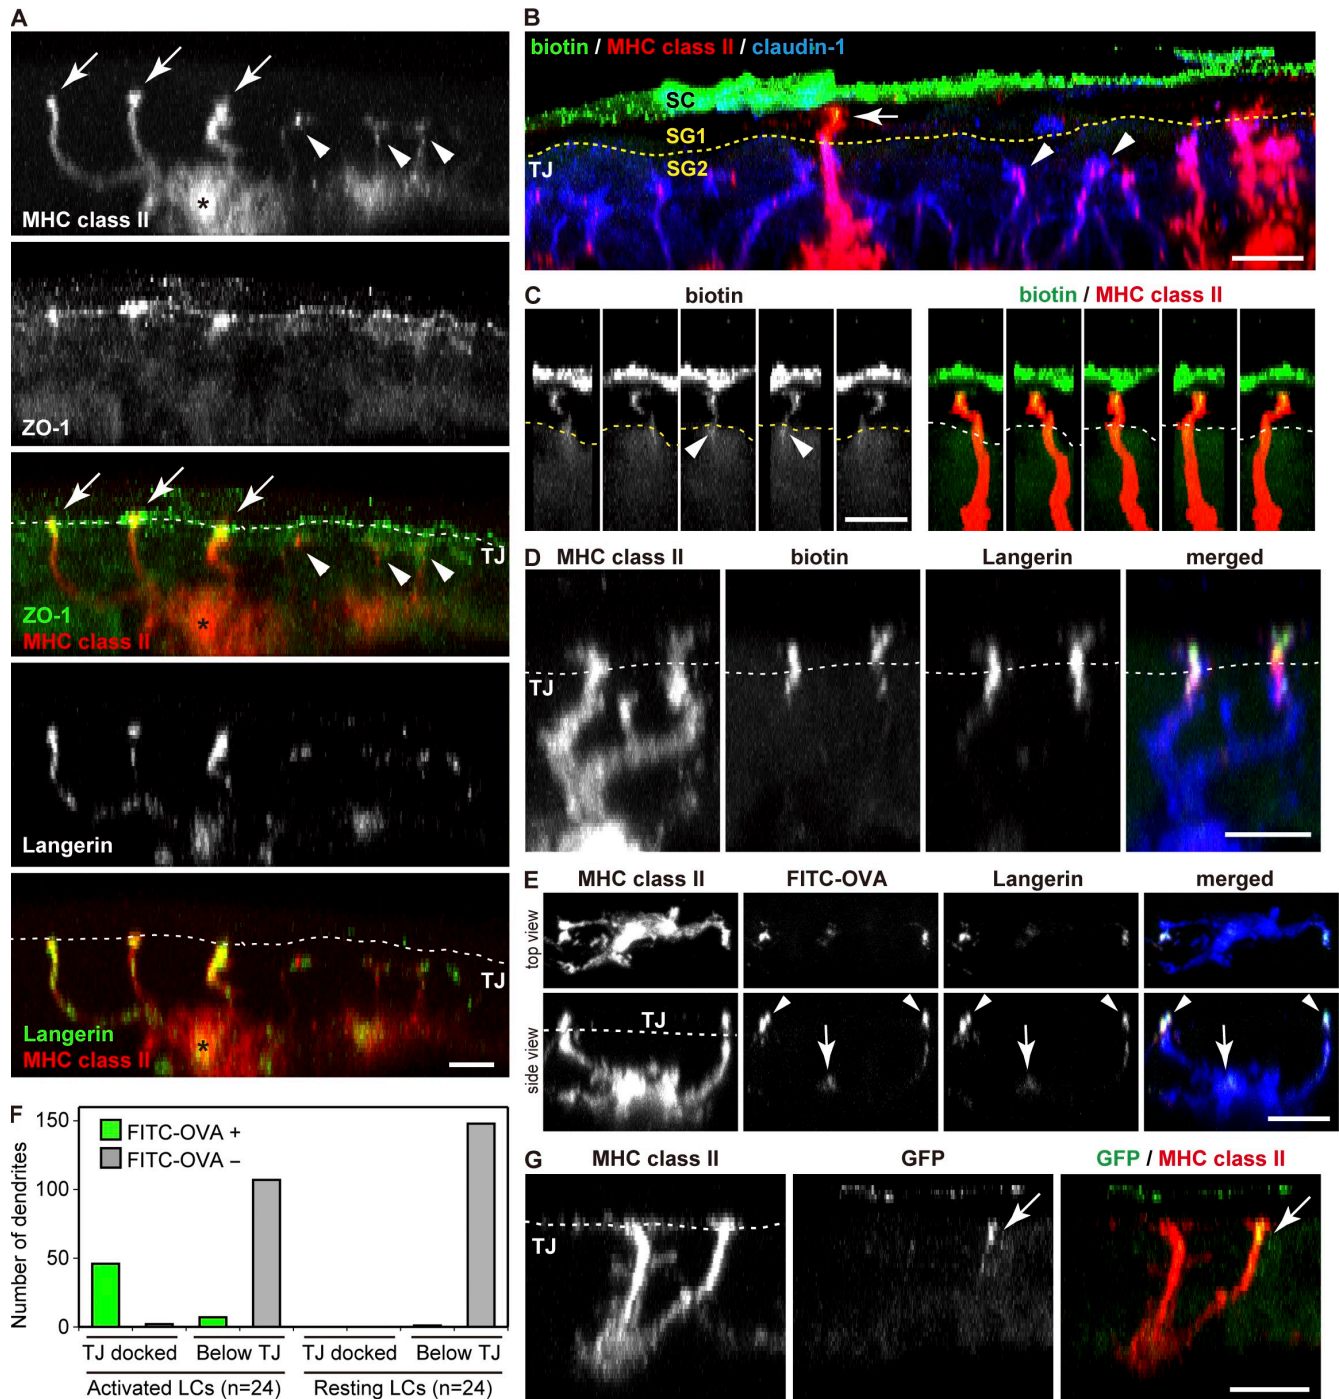 A
MHC class II
*
ZO-1
TJ
ZO-1
MHC class II
*
Langerin
TJ
Langerin
MHC class II
*
B
biotin / MHC class II / claudin-1
SC
SG1
TJ
SG2
C
biotin
biotin / MHC class II
D
MHC class II
biotin
Langerin
merged
TJ
E
MHC class II
FITC-OVA
Langerin
merged
top view
side view
TJ
F
Number of dendrites
150
100
50
0
FITC-OVA +
FITC-OVA –
TJ docked
Below TJ
TJ docked
Below TJ
Activated LCs (n=24)
Resting LCs (n=24)
G
MHC class II
GFP
GFP / MHC class II
TJ